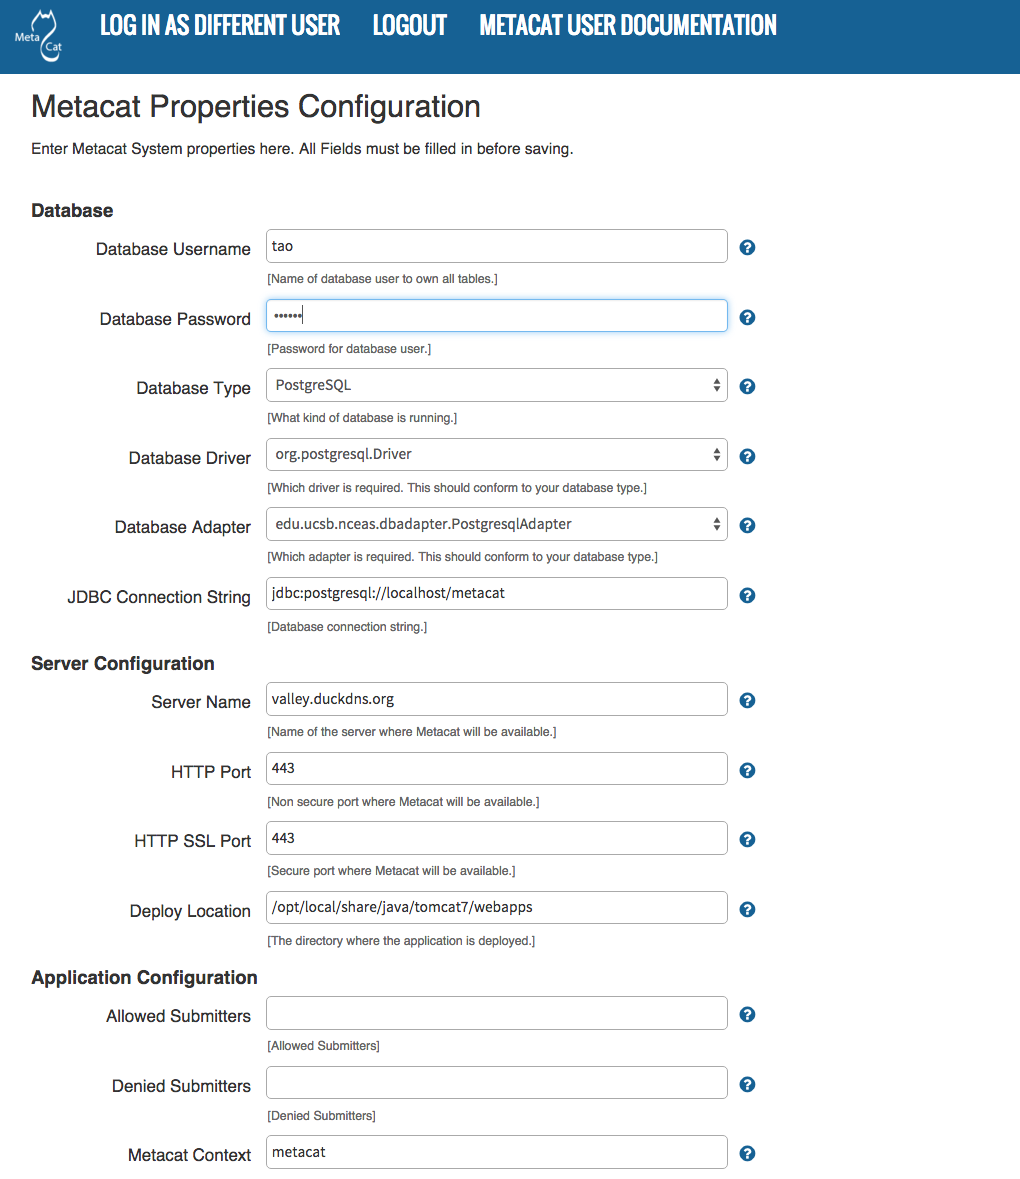 Meta Cat
LOG IN AS DIFFERENT USER LOGOUT METACAT USER DOCUMENTATION
Metacat Properties Configuration
Enter Metacat System properties here. All Fields must be filled in before saving.
Database
Database Username tao
[Name of database user to own all tables.]
Database Password ••••••
[Password for database user.]
Database Type PostgreSQL
[What kind of database is running.]
Database Driver org.postgresql.Driver
[Which driver is required. This should conform to your database type.]
Database Adapter edu.ucsb.nceas.dbadapter.PostgresqlAdapter
[Which adapter is required. This should conform to your database type.]
JDBC Connection String jdbc:postgresql://localhost/metacat
[Database connection string.]
Server Configuration
Server Name valley.duckdns.org
[Name of the server where Metacat will be available.]
HTTP Port 443
[Non secure port where Metacat will be available.]
HTTP SSL Port 443
[Secure port where Metacat will be available.]
Deploy Location /opt/local/share/java/tomcat7/webapps
[The directory where the application is deployed.]
Application Configuration
Allowed Submitters
[Allowed Submitters]
Denied Submitters
[Denied Submitters]
Metacat Context metacat